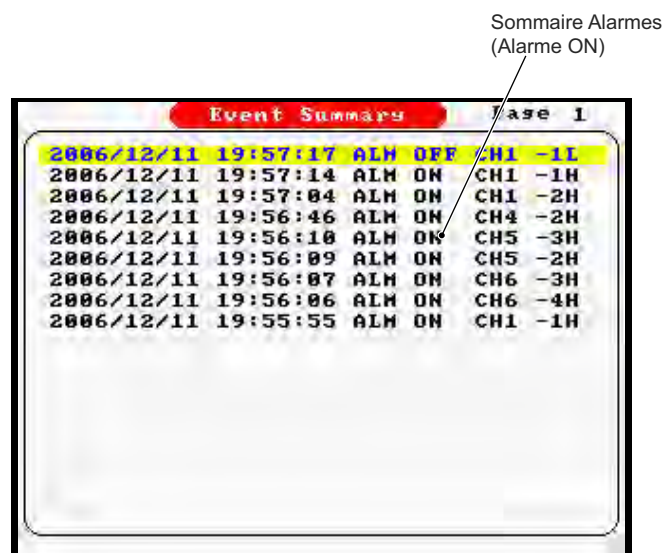 Sommaire Alarmes
(Alarme ON)
Event Summary Page 1
2006/12/11 19:57:17 ALM OFF CH1 -1L
2006/12/11 19:57:14 ALM ON CH1 -1H
2006/12/11 19:57:04 ALM ON CH1 -2H
2006/12/11 19:56:46 ALM ON CH4 -2H
2006/12/11 19:56:10 ALM ON CH5 -3H
2006/12/11 19:56:09 ALM ON CH5 -2H
2006/12/11 19:56:07 ALM ON CH6 -3H
2006/12/11 19:56:06 ALM ON CH6 -4H
2006/12/11 19:55:55 ALM ON CH1 -1H